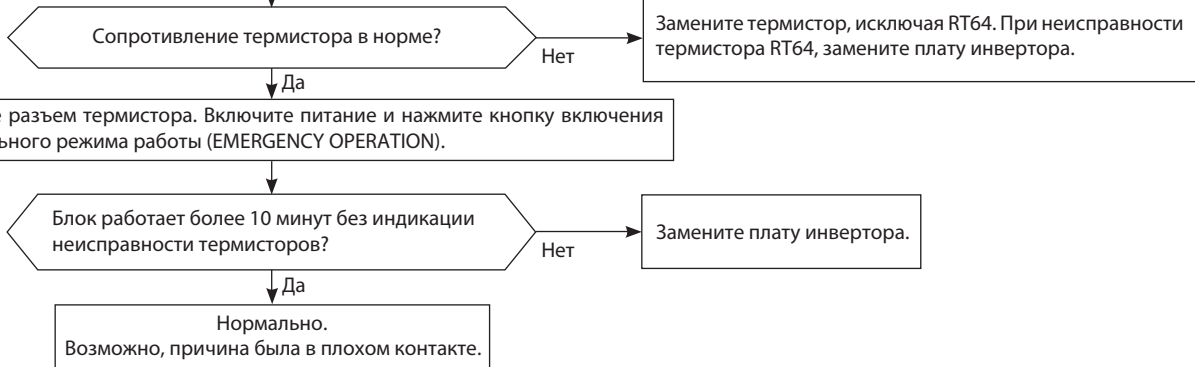 Сопротивление термистора в норме?
Нет
Замените термистор, исключая RT64. При неисправности
термистора RT64, замените плату инвертора.
Да
разъем термистора. Включите питание и нажмите кнопку включения
режима работы (EMERGENCY OPERATION).
Блок работает более 10 минут без индикации
неисправности термисторов?
Нет
Замените плату инвертора.
Да
Нормально.
Возможно, причина была в плохом контакте.